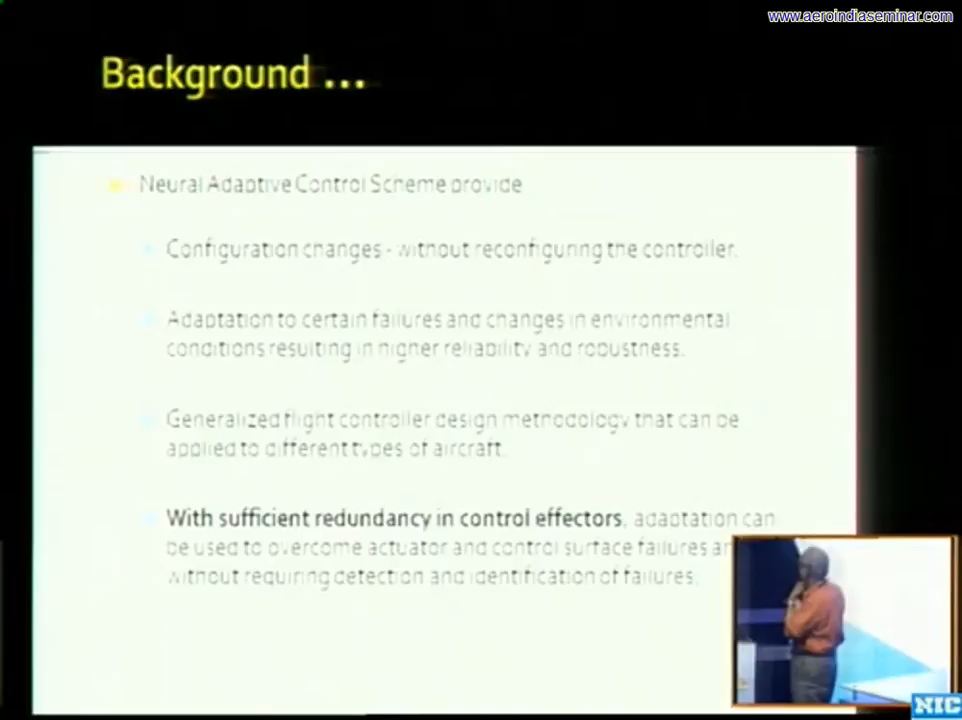 www.aeroindiaseminar.com
Background ...
Neural Adaptive Control Scheme provide
Configuration changes - without reconfiguring the controller.
Adaptation to certain failures and changes in environmental
conditions resulting in higher reliability and robustness.
Generalized flight controller design methodology that can be
applied to different types of aircraft.
With sufficient redundancy in control effectors, adaptation can
be used to overcome actuator and control surface failures
without requiring detection and identification of failures.
NIC